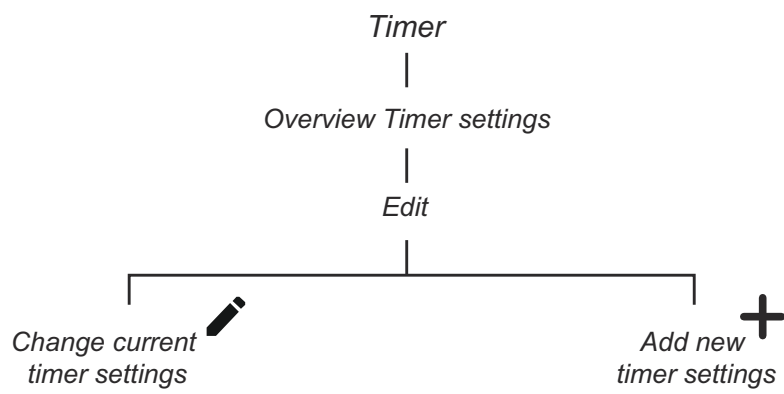 Timer
Overview Timer settings
Edit
Change current
timer settings
Add new
timer settings